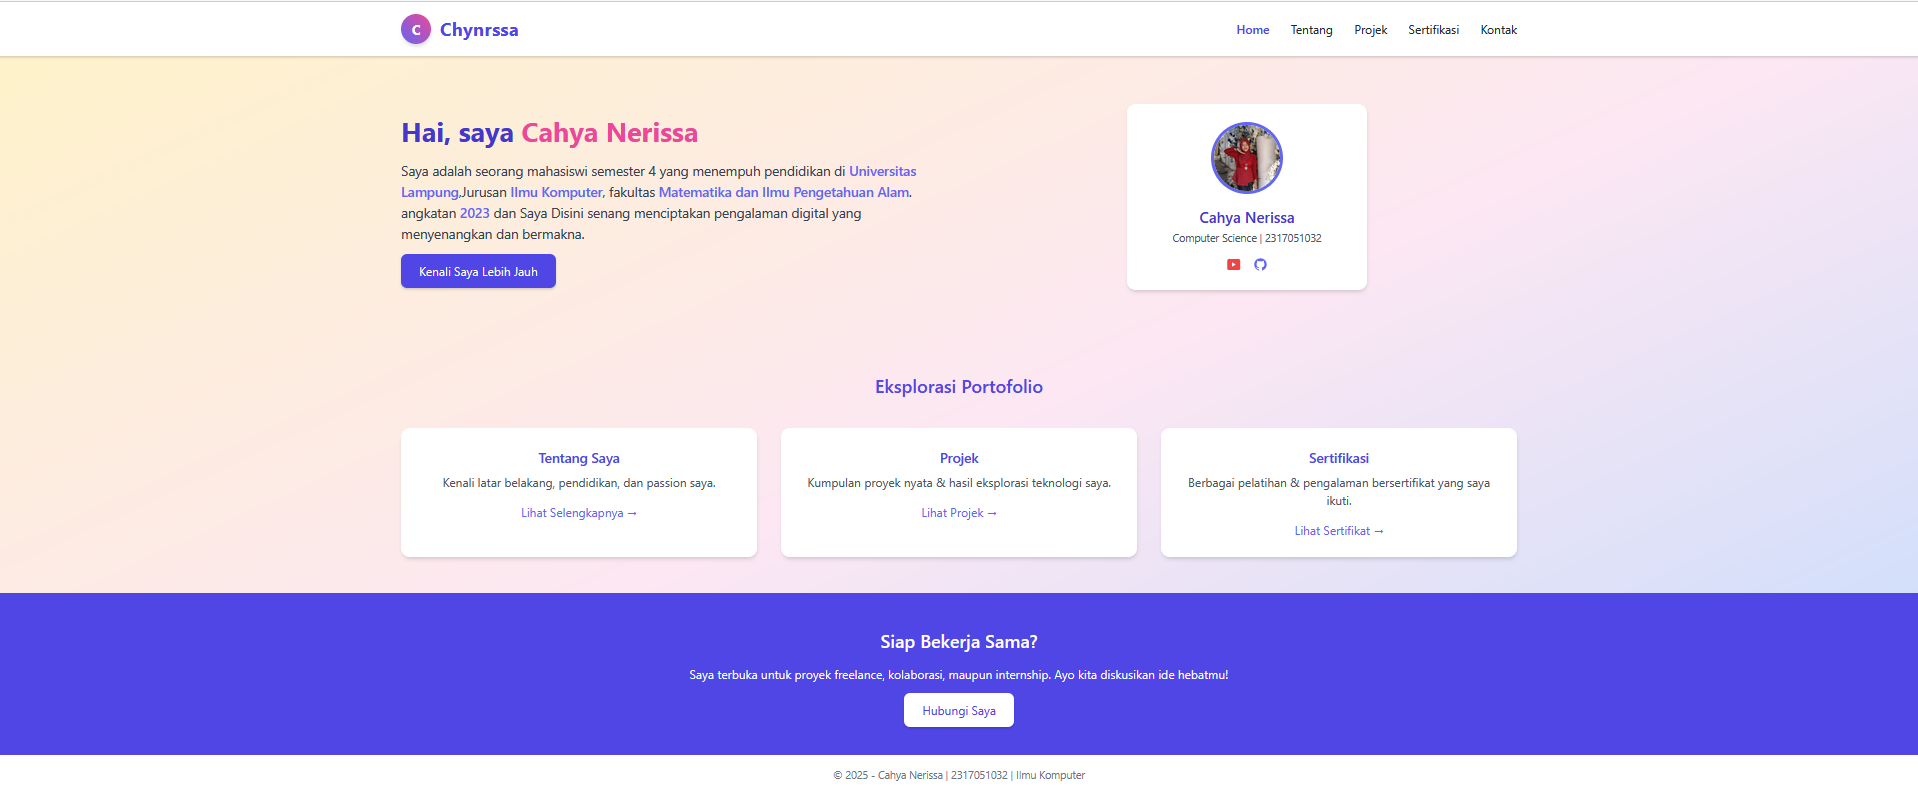 C Chynrssa
Home Tentang Projek Sertifikasi Kontak
Hai, saya Cahya Nerissa
Saya adalah seorang mahasiswi semester 4 yang menempuh pendidikan di Universitas
Lampung,Jurusan Ilmu Komputer, fakultas Matematika dan Ilmu Pengetahuan Alam.
angkatan 2023 dan Saya Disini senang menciptakan pengalaman digital yang
menyenangkan dan bermakna.
Kenali Saya Lebih Jauh
Cahya Nerissa
Computer Science | 2317051032
Eksplorasi Portofolio
Tentang Saya
Kenali latar belakang, pendidikan, dan passion saya.
Lihat Selengkapnya →
Projek
Kumpulan proyek nyata & hasil eksplorasi teknologi saya.
Lihat Projek →
Sertifikasi
Berbagai pelatihan & pengalaman bersertifikat yang saya
ikuti.
Lihat Sertifikat →
Siap Bekerja Sama?
Saya terbuka untuk proyek freelance, kolaborasi, maupun internship. Ayo kita diskusikan ide hebatmu!
Hubungi Saya
© 2025 - Cahya Nerissa | 2317051032 | Ilmu Komputer